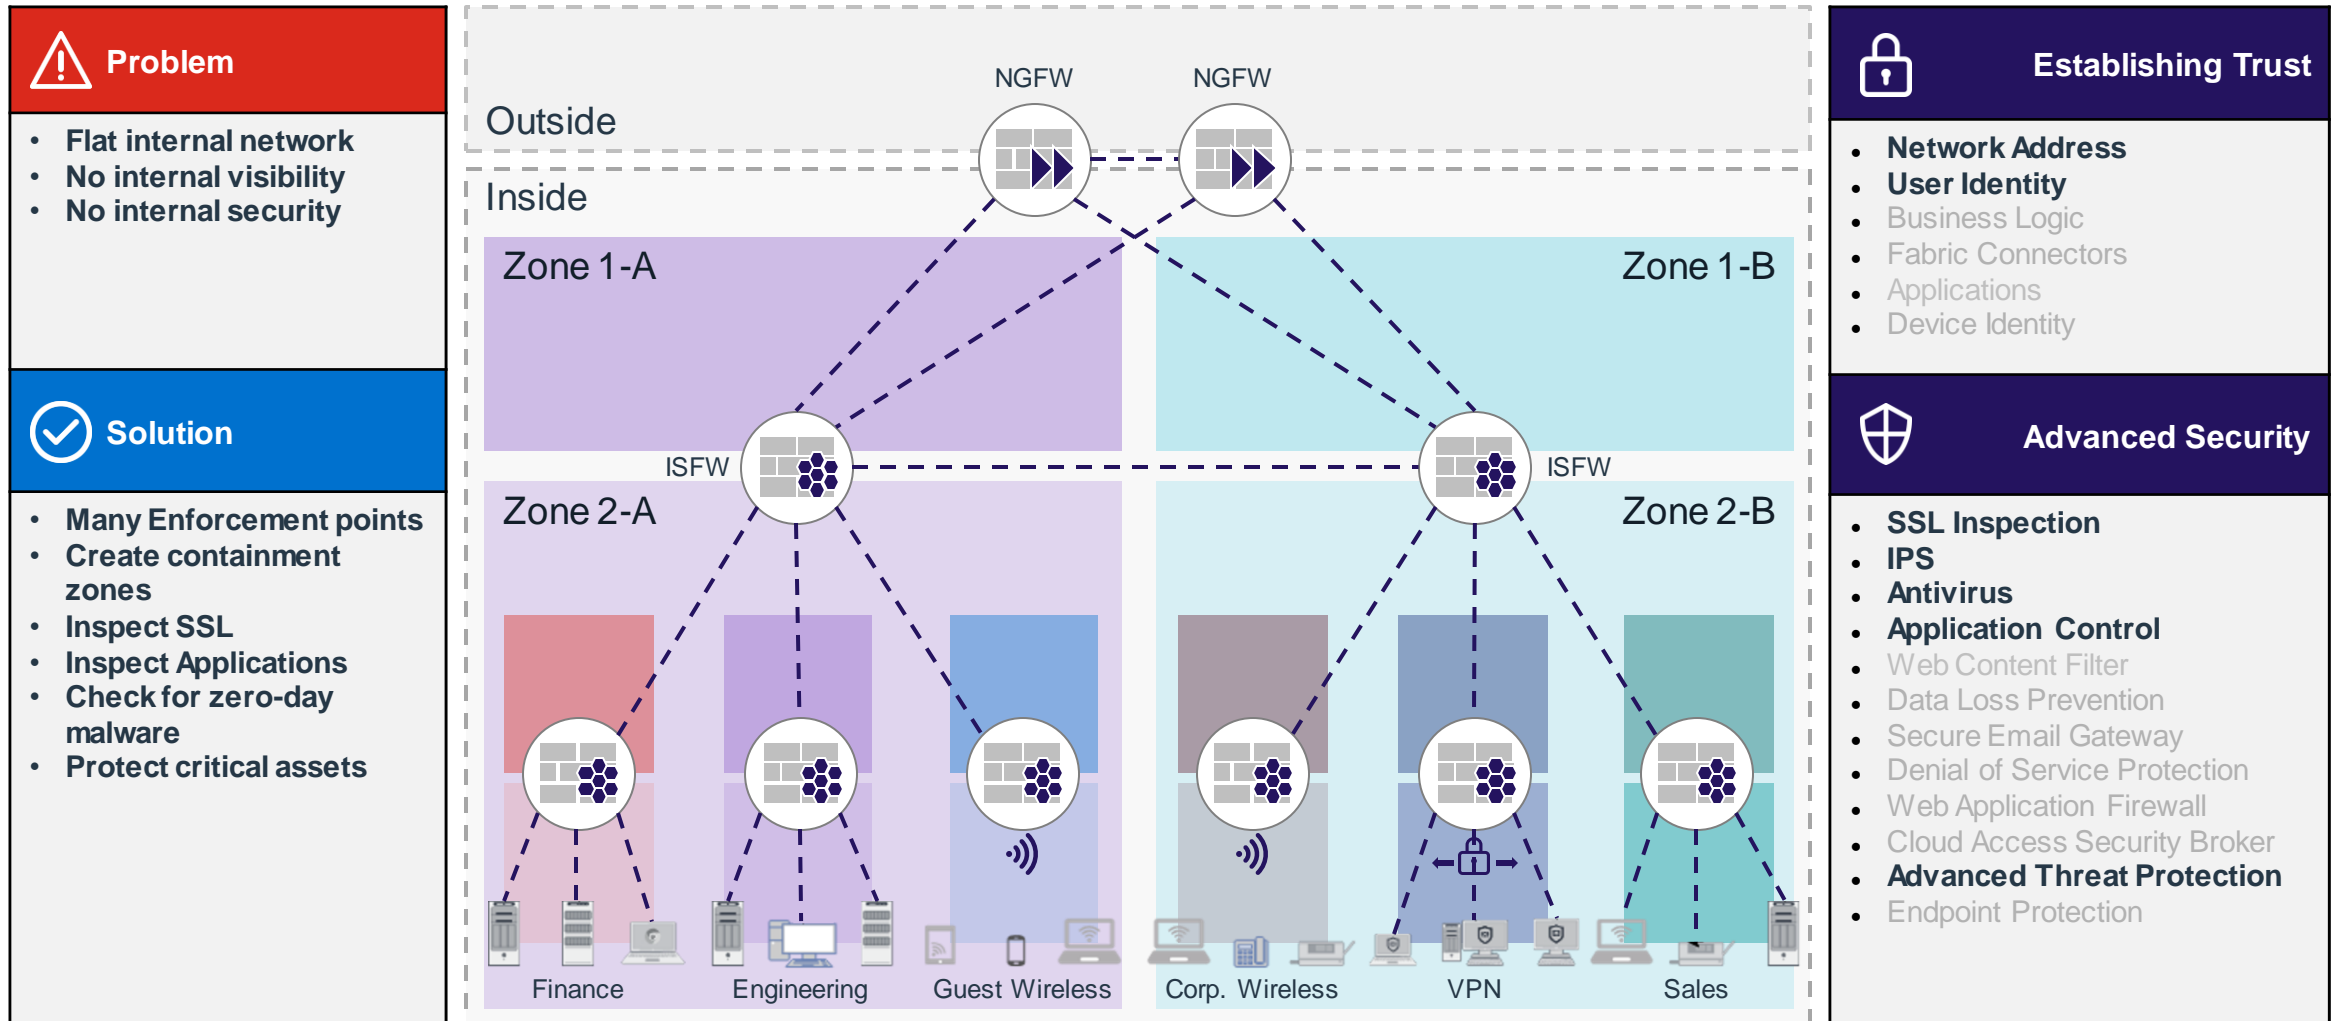 Problem
• Flat internal network
• No internal visibility
• No internal security
Solution
• Many Enforcement points
• Create containment
zones
• Inspect SSL
• Inspect Applications
• Check for zero-day
malware
• Protect critical assets
NGFW NGFW
Outside
Inside
Zone 1-A Zone 1-B
ISFW ISFW
Zone 2-A Zone 2-B
Finance Engineering Guest Wireless Corp. Wireless VPN Sales
Establishing Trust
• Network Address
• User Identity
• Business Logic
• Fabric Connectors
• Applications
• Device Identity
Advanced Security
• SSL Inspection
• IPS
• Antivirus
• Application Control
• Web Content Filter
• Data Loss Prevention
• Secure Email Gateway
• Denial of Service Protection
• Web Application Firewall
• Cloud Access Security Broker
• Advanced Threat Protection
• Endpoint Protection